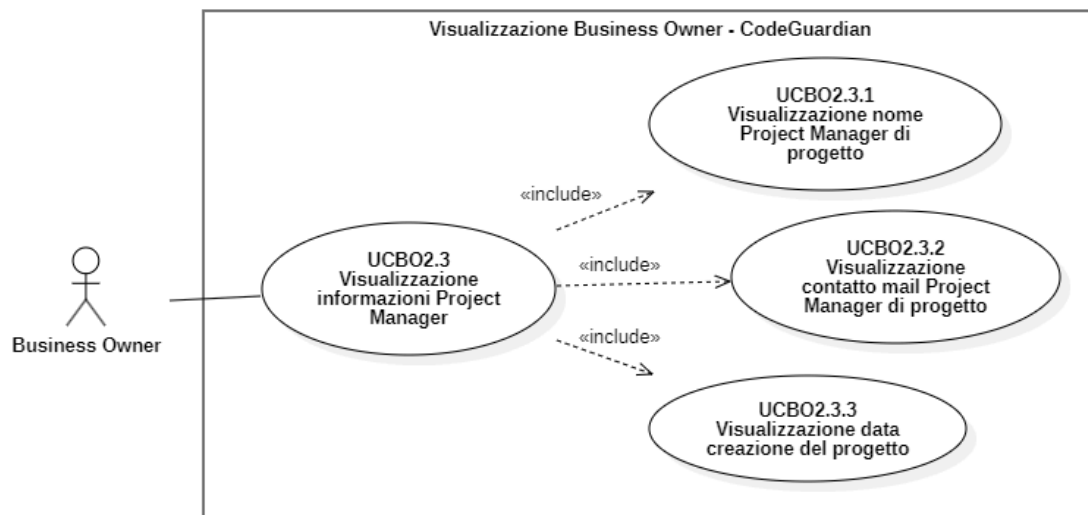 Visualizzazione Business Owner - CodeGuardian
UCBO2.3.1
Visualizzazione nome
Project Manager di
progetto
«include»
UCBO2.3
Visualizzazione
informazioni Project
Manager
«include»
UCBO2.3.2
Visualizzazione
contatto mail Project
Manager di progetto
Business Owner
«include»
UCBO2.3.3
Visualizzazione data
creazione del progetto